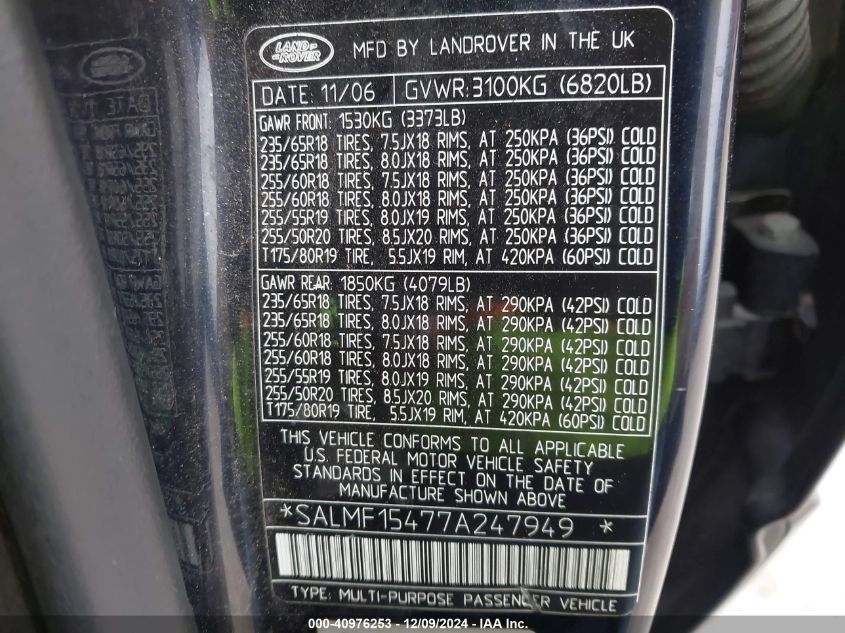 LAND ROVER MFD BY LANDROVER IN THE UK
DATE: 11/06 GVWR: 3100KG (6820LB)
GAWR FRONT: 1530KG (3373LB)
235/65R18 TIRES, 7.5JX18 RIMS, AT 250KPA (36PSI) COLD
235/65R18 TIRES, 8.0JX18 RIMS, AT 250KPA (36PSI) COLD
255/60R18 TIRES, 7.5JX18 RIMS, AT 250KPA (36PSI) COLD
255/60R18 TIRES, 8.0JX18 RIMS, AT 250KPA (36PSI) COLD
255/55R19 TIRES, 8.0JX19 RIMS, AT 250KPA (36PSI) COLD
255/50R20 TIRES, 8.5JX20 RIMS, AT 250KPA (36PSI) COLD
T175/80R19 TIRE, 5.5JX19 RIM, AT 420KPA (60PSI) COLD
GAWR REAR: 1850KG (4079LB)
235/65R18 TIRES, 7.5JX18 RIMS, AT 290KPA (42PSI) COLD
235/65R18 TIRES, 8.0JX18 RIMS, AT 290KPA (42PSI) COLD
255/60R18 TIRES, 7.5JX18 RIMS, AT 290KPA (42PSI) COLD
255/60R18 TIRES, 8.0JX18 RIMS, AT 290KPA (42PSI) COLD
255/55R19 TIRES, 8.0JX19 RIMS, AT 290KPA (42PSI) COLD
255/50R20 TIRES, 8.5JX20 RIMS, AT 290KPA (42PSI) COLD
T175/80R19 TIRE, 5.5JX19 RIM, AT 420KPA (60PSI) COLD
THIS VEHICLE CONFORMS TO ALL APPLICABLE
U.S. FEDERAL MOTOR VEHICLE SAFETY
STANDARDS IN EFFECT ON THE DATE OF
MANUFACTURE SHOWN ABOVE
*SALMF15477A247949 *
TYPE: MULTI-PURPOSE PASSENGER VEHICLE
000-40976253 - 12/09/2024 - IAA Inc.